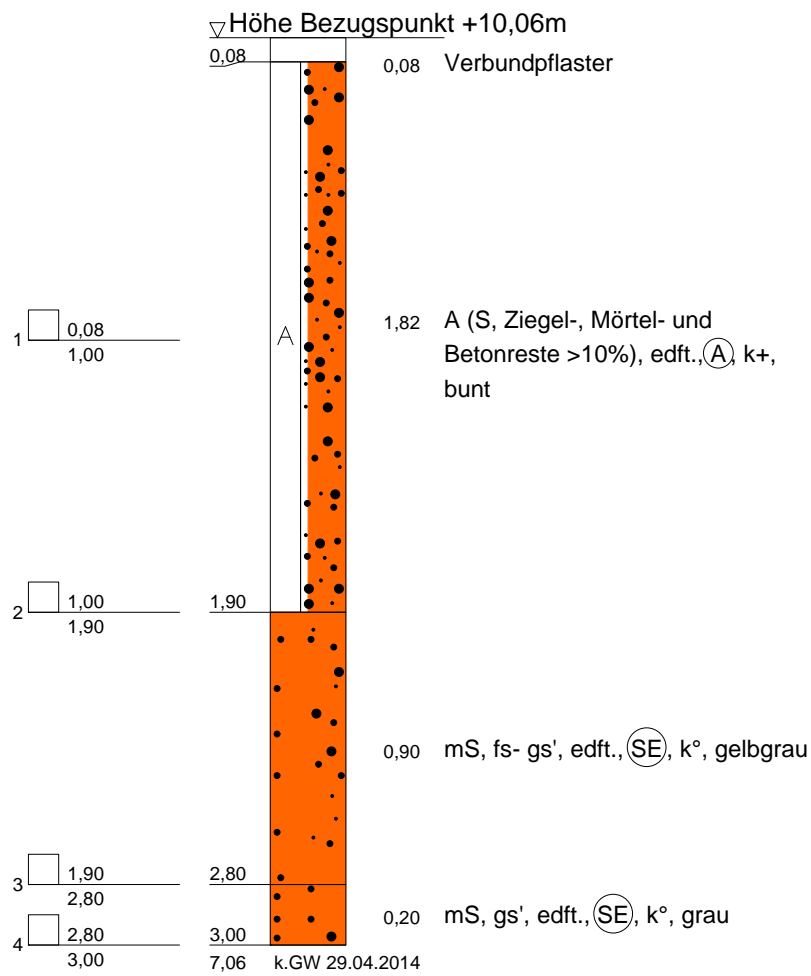 Höhe Bezugspunkt +10,06m
0,08
0,08 Verbundpflaster
1 0,08
1,00
A
1,82 A (S, Ziegel-, Mörtel- und
Betonreste >10%), edft., A, k+,
bunt
2 1,00
1,90
1,90
0,90 mS, fs- gs', edft., SE, k°, gelbgrau
3 1,90
2,80
2,80
0,20 mS, gs', edft., SE, k°, grau
4 2,80
3,00
3,00
7,06 k.GW 29.04.2014